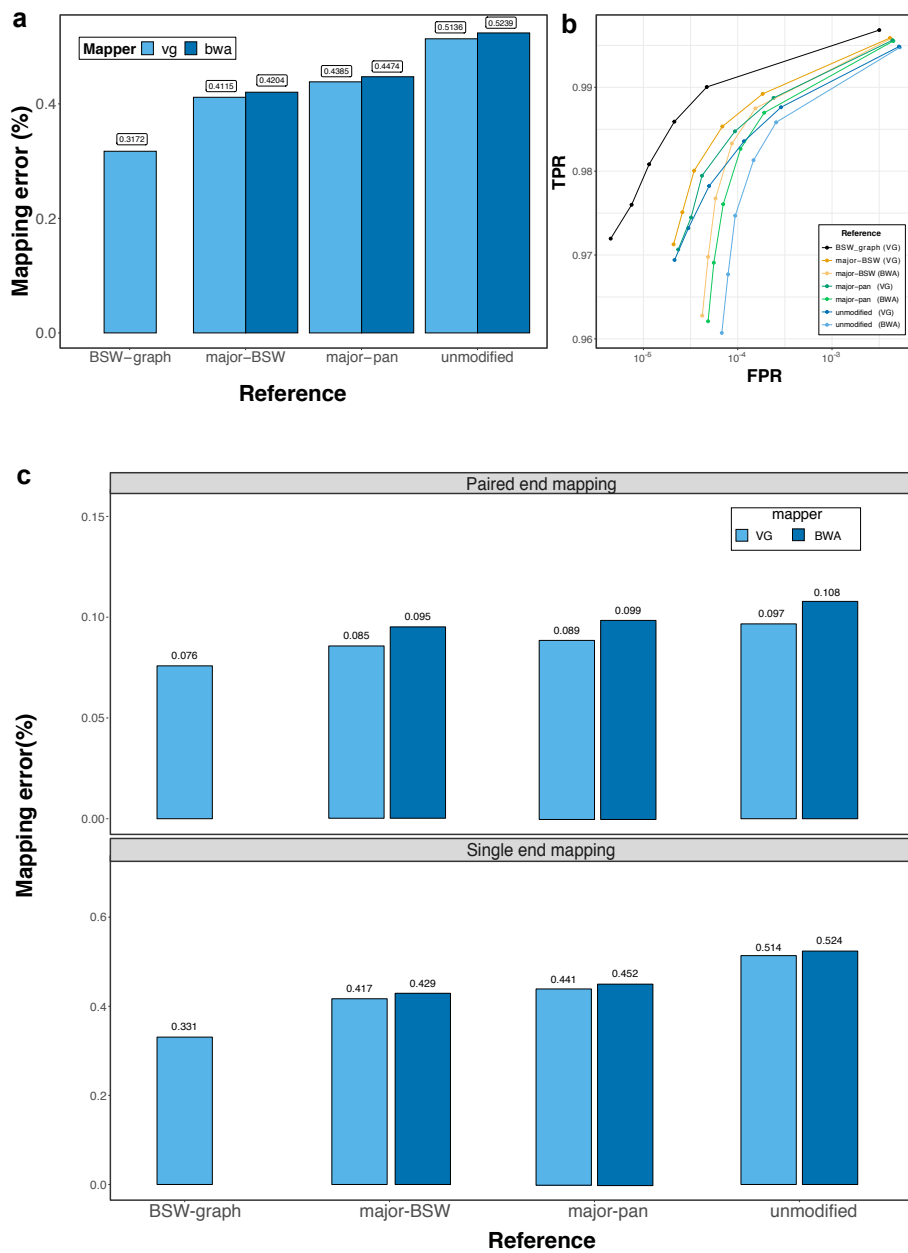 a
Mapper vg bwa
Mapping error (%)
0.4
0.2
0.0
0.3172
0.4115
0.4204
0.4385
0.4474
0.5136
0.5239
BSW−graph major−BSW major−pan unmodified
Reference
b
TPR
0.99
0.98
0.97
0.96
Reference
BSW_graph (VG)
major−BSW (VG)
major−BSW (BWA)
major−pan (VG)
major−pan (BWA)
unmodified (VG)
unmodified (BWA)
10⁻⁴
FPR
c
Paired end mapping
mapper
VG BWA
Mapping error(%)
0.15
0.10
0.05
0.00
0.076
0.085
0.095
0.089
0.099
0.097
0.108
Single end mapping
0.6
0.4
0.2
0.0
0.331
0.417
0.429
0.441
0.452
0.514
0.524
BSW-graph major-BSW major-pan unmodified
Reference